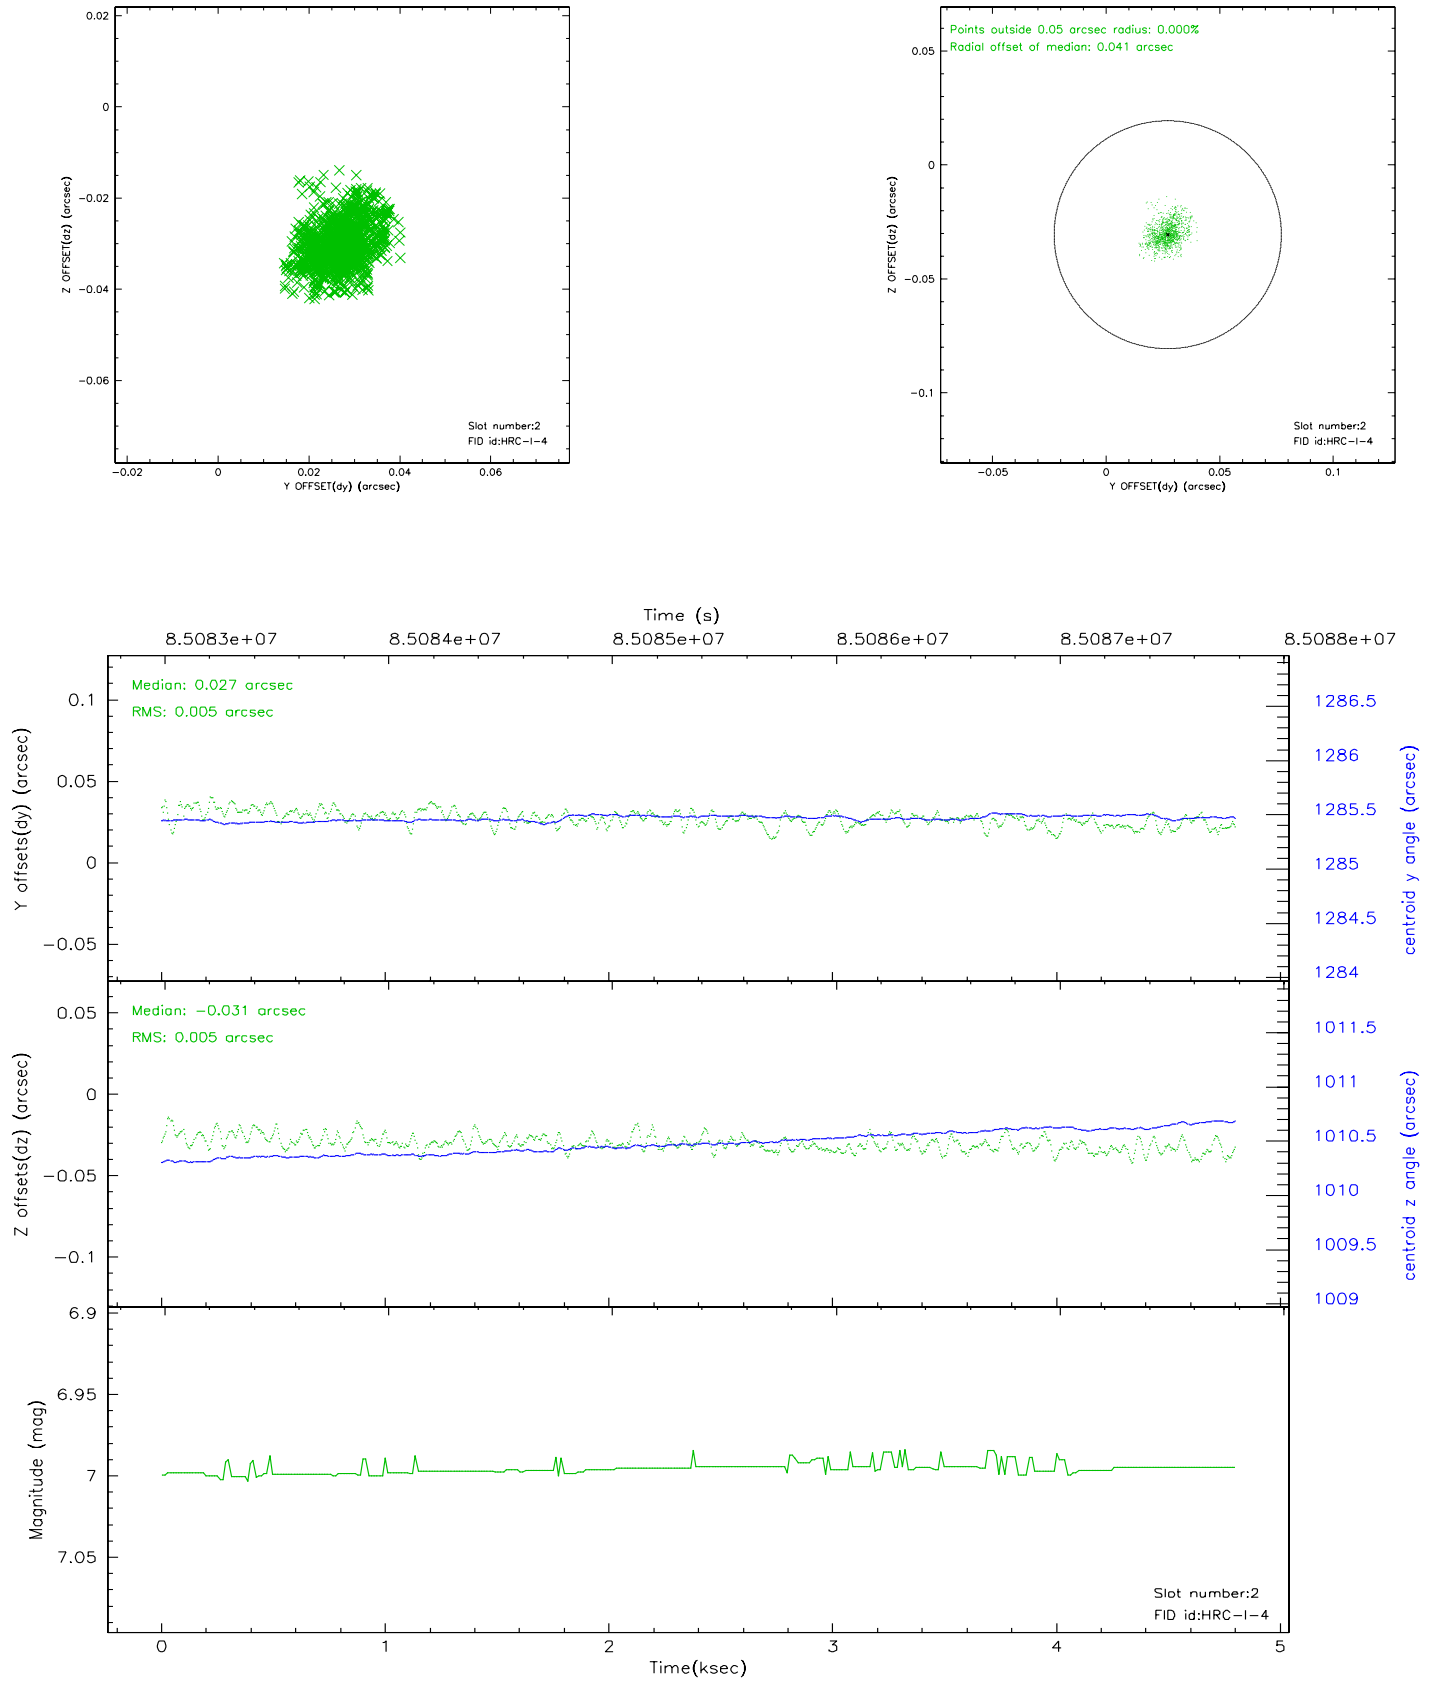 0.02
0
-0.02
-0.04
-0.06
Z OFFSET(dz) (arcsec)
Slot number:2
FID id:HRC-I-4
-0.02 0 0.02 0.04 0.06
Y OFFSET(dy) (arcsec)
Points outside 0.05 arcsec radius: 0.000%
Radial offset of median: 0.041 arcsec
0.05
0
-0.05
-0.1
Z OFFSET(dz) (arcsec)
Slot number:2
FID id:HRC-I-4
-0.05 0 0.05 0.1
Y OFFSET(dy) (arcsec)
Time (s)
8.5083e+07 8.5084e+07 8.5085e+07 8.5086e+07 8.5087e+07 8.5088e+07
Median: 0.027 arcsec
RMS: 0.005 arcsec
0.1
0.05
0
-0.05
Y offsets(dy) (arcsec)
1286.5
1286
1285.5
1285
1284.5
1284
centroid y angle (arcsec)
Median: -0.031 arcsec
RMS: 0.005 arcsec
0.05
0
-0.05
-0.1
Z offsets(dz) (arcsec)
1011.5
1011
1010.5
1010
1009.5
1009
centroid z angle (arcsec)
6.9
6.95
7
7.05
Magnitude (mag)
Slot number:2
FID id:HRC-I-4
0 1 2 3 4 5
Time(ksec)